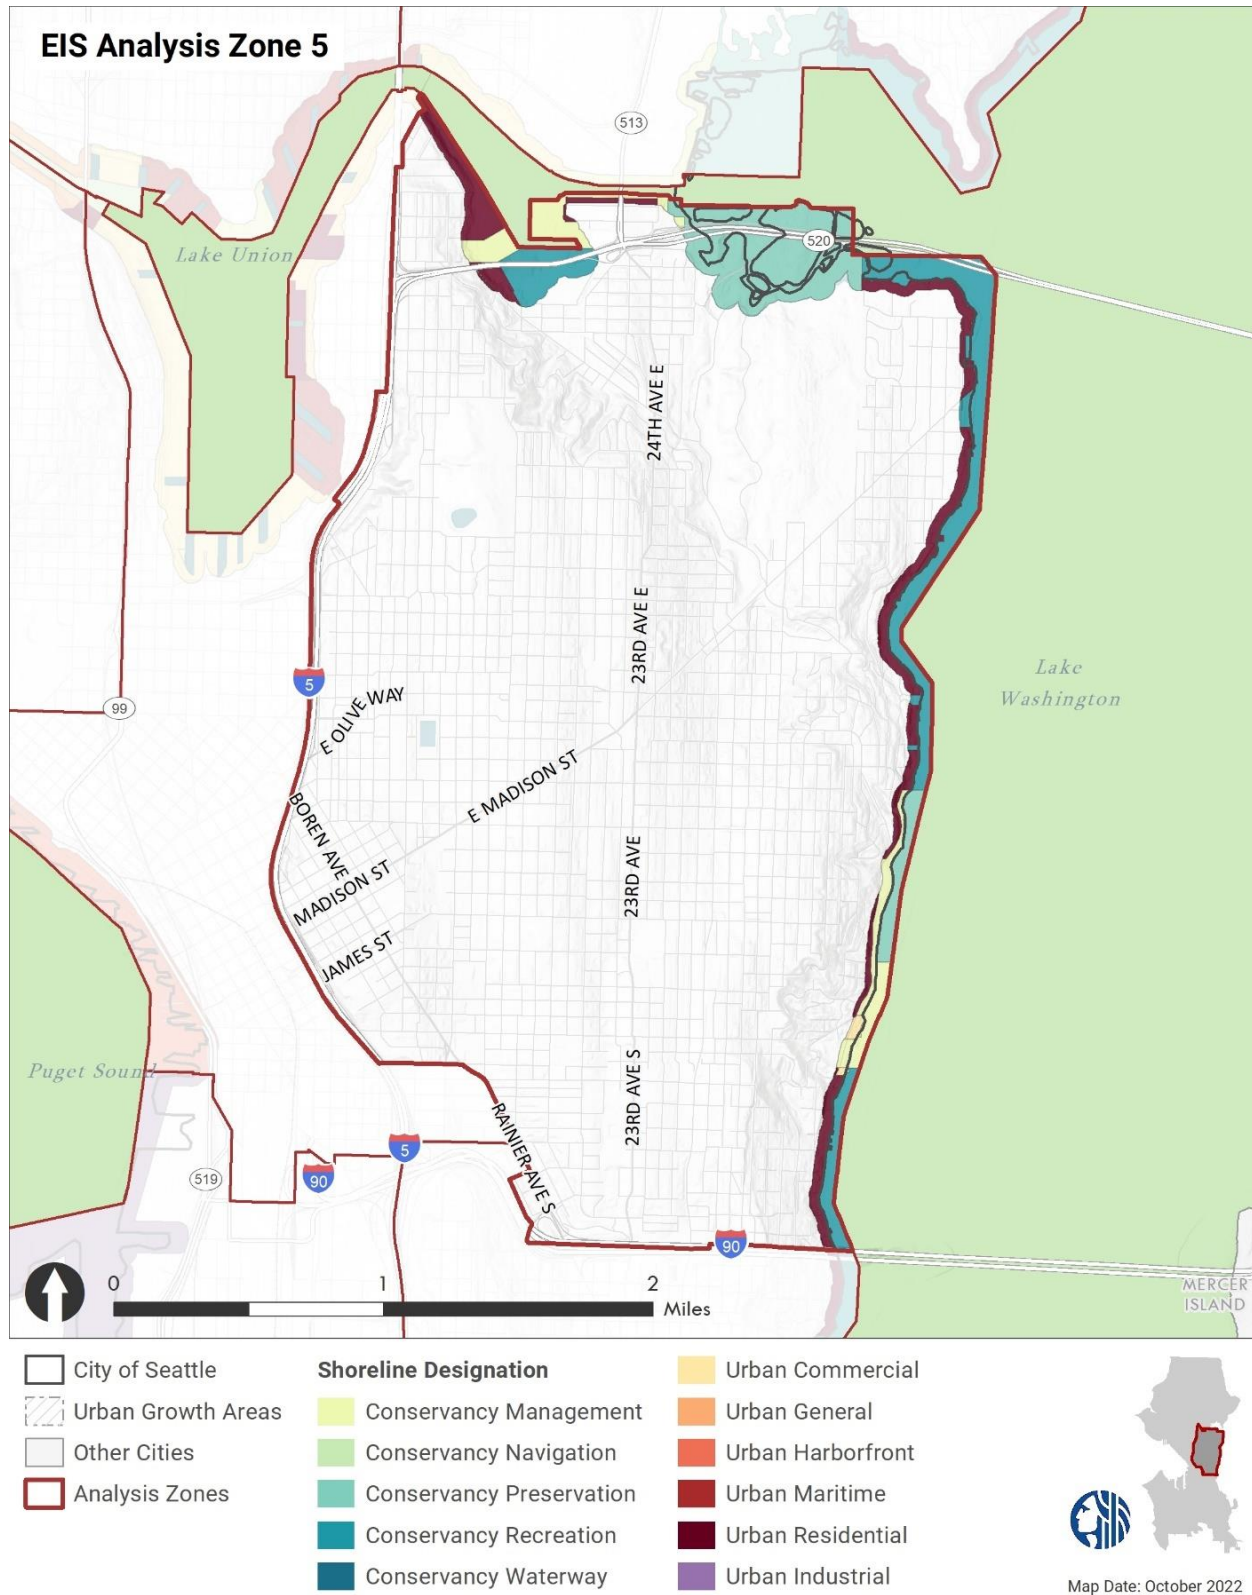 EIS Analysis Zone 5
513
Lake Union
520
24TH AVE E
23RD AVE E
Lake
Washington
5
99
E OLIVE WAY
E MADISON ST
BOREN AVE
23RD AVE
MADISON ST
JAMES ST
Puget Sound
23RD AVE S
RAINIER AVE S
5
90
519
90
MERCER
ISLAND
0 1 2
Miles
City of Seattle
Urban Growth Areas
Other Cities
Analysis Zones
Shoreline Designation
Conservancy Management
Conservancy Navigation
Conservancy Preservation
Conservancy Recreation
Conservancy Waterway
Urban Commercial
Urban General
Urban Harborfront
Urban Maritime
Urban Residential
Urban Industrial
Map Date: October 2022